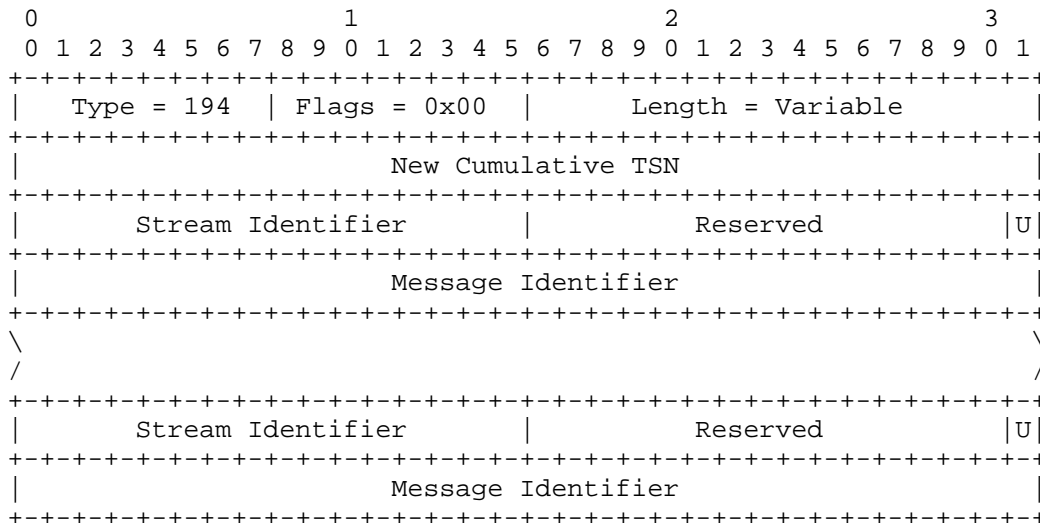 0                   1                   2                   3
 0 1 2 3 4 5 6 7 8 9 0 1 2 3 4 5 6 7 8 9 0 1 2 3 4 5 6 7 8 9 0 1
+-+-+-+-+-+-+-+-+-+-+-+-+-+-+-+-+-+-+-+-+-+-+-+-+-+-+-+-+-+-+-+-+
|   Type = 194  | Flags = 0x00  |      Length = Variable        |
+-+-+-+-+-+-+-+-+-+-+-+-+-+-+-+-+-+-+-+-+-+-+-+-+-+-+-+-+-+-+-+-+
|                       New Cumulative TSN                      |
+-+-+-+-+-+-+-+-+-+-+-+-+-+-+-+-+-+-+-+-+-+-+-+-+-+-+-+-+-+-+-+-+
|       Stream Identifier       |          Reserved           |U|
+-+-+-+-+-+-+-+-+-+-+-+-+-+-+-+-+-+-+-+-+-+-+-+-+-+-+-+-+-+-+-+-+
|                       Message Identifier                      |
+-+-+-+-+-+-+-+-+-+-+-+-+-+-+-+-+-+-+-+-+-+-+-+-+-+-+-+-+-+-+-+-+
\                                                               \
/                                                               /
+-+-+-+-+-+-+-+-+-+-+-+-+-+-+-+-+-+-+-+-+-+-+-+-+-+-+-+-+-+-+-+-+
|       Stream Identifier       |          Reserved           |U|
+-+-+-+-+-+-+-+-+-+-+-+-+-+-+-+-+-+-+-+-+-+-+-+-+-+-+-+-+-+-+-+-+
|                       Message Identifier                      |
+-+-+-+-+-+-+-+-+-+-+-+-+-+-+-+-+-+-+-+-+-+-+-+-+-+-+-+-+-+-+-+-+